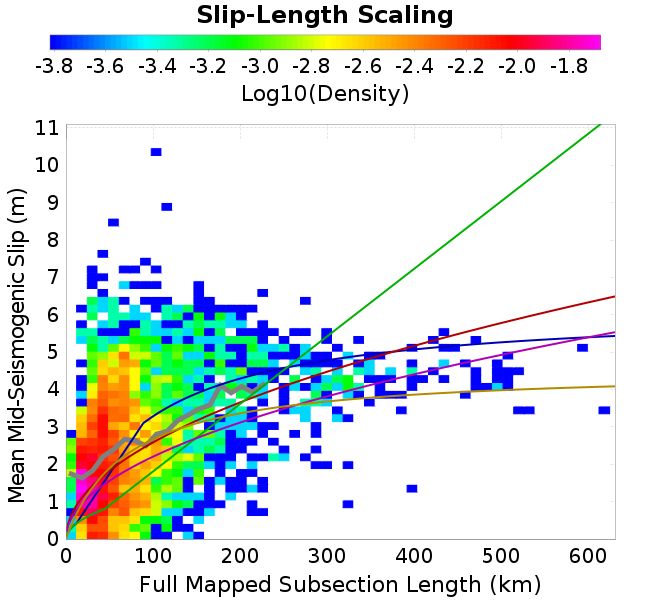 Slip-Length Scaling
-3.8 -3.6 -3.4 -3.2 -3.0 -2.8 -2.6 -2.4 -2.2 -2.0 -1.8
Log10(Density)
11
10
9
8
7
6
5
4
3
2
1
0
Mean Mid-Seismogenic Slip (m)
0 100 200 300 400 500 600
Full Mapped Subsection Length (km)